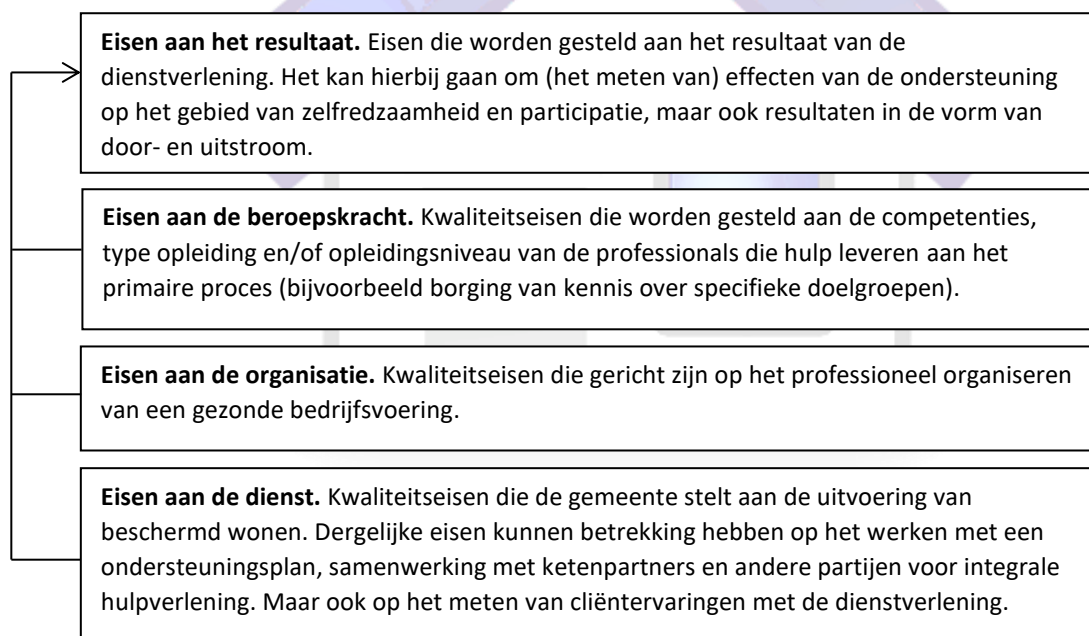 Eisen aan het resultaat. Eisen die worden gesteld aan het resultaat van de
dienstverlening. Het kan hierbij gaan om (het meten van) effecten van de ondersteuning
op het gebied van zelfredzaamheid en participatie, maar ook resultaten in de vorm van
door- en uitstroom.
Eisen aan de beroepskracht. Kwaliteitseisen die worden gesteld aan de competenties,
type opleiding en/of opleidingsniveau van de professionals die hulp leveren aan het
primaire proces (bijvoorbeeld borging van kennis over specifieke doelgroepen).
Eisen aan de organisatie. Kwaliteitseisen die gericht zijn op het professioneel organiseren
van een gezonde bedrijfsvoering.
Eisen aan de dienst. Kwaliteitseisen die de gemeente stelt aan de uitvoering van
beschermd wonen. Dergelijke eisen kunnen betrekking hebben op het werken met een
ondersteuningsplan, samenwerking met ketenpartners en andere partijen voor integrale
hulpverlening. Maar ook op het meten van cliëntervaringen met de dienstverlening.